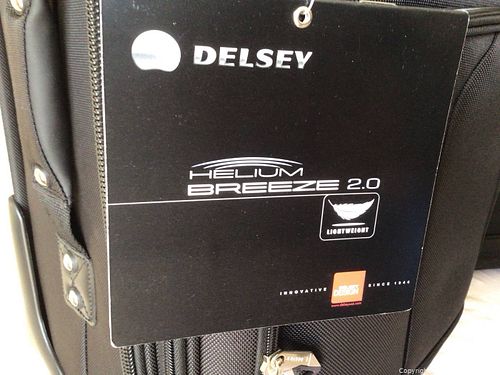 DELSEY
HELIUM
BREEZE 2.0
LIGHTWEIGHT
INNOVATIVE
SINCE 1946